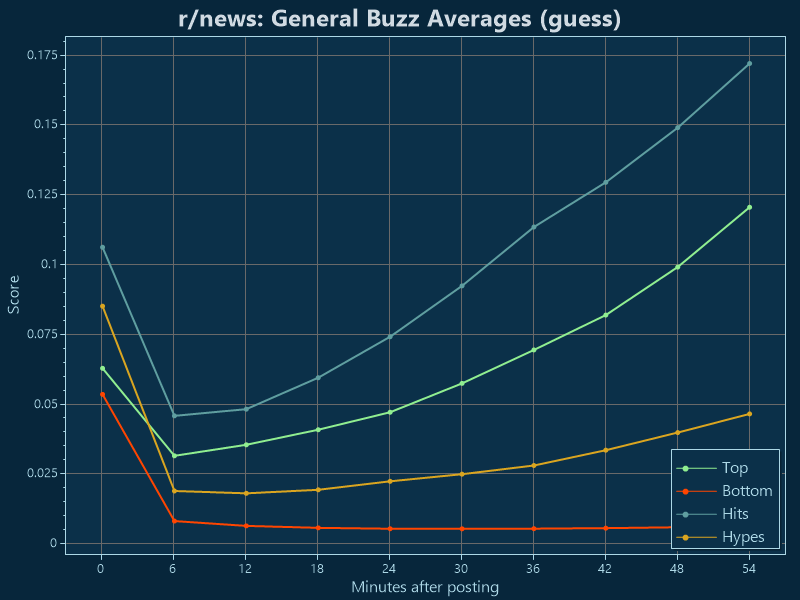 r/news: General Buzz Averages (guess)
0.175
0.15
0.125
0.1
0.075
0.05
0.025
0
Score
0 6 12 18 24 30 36 42 48 54
Minutes after posting
Top
Bottom
Hits
Hypes